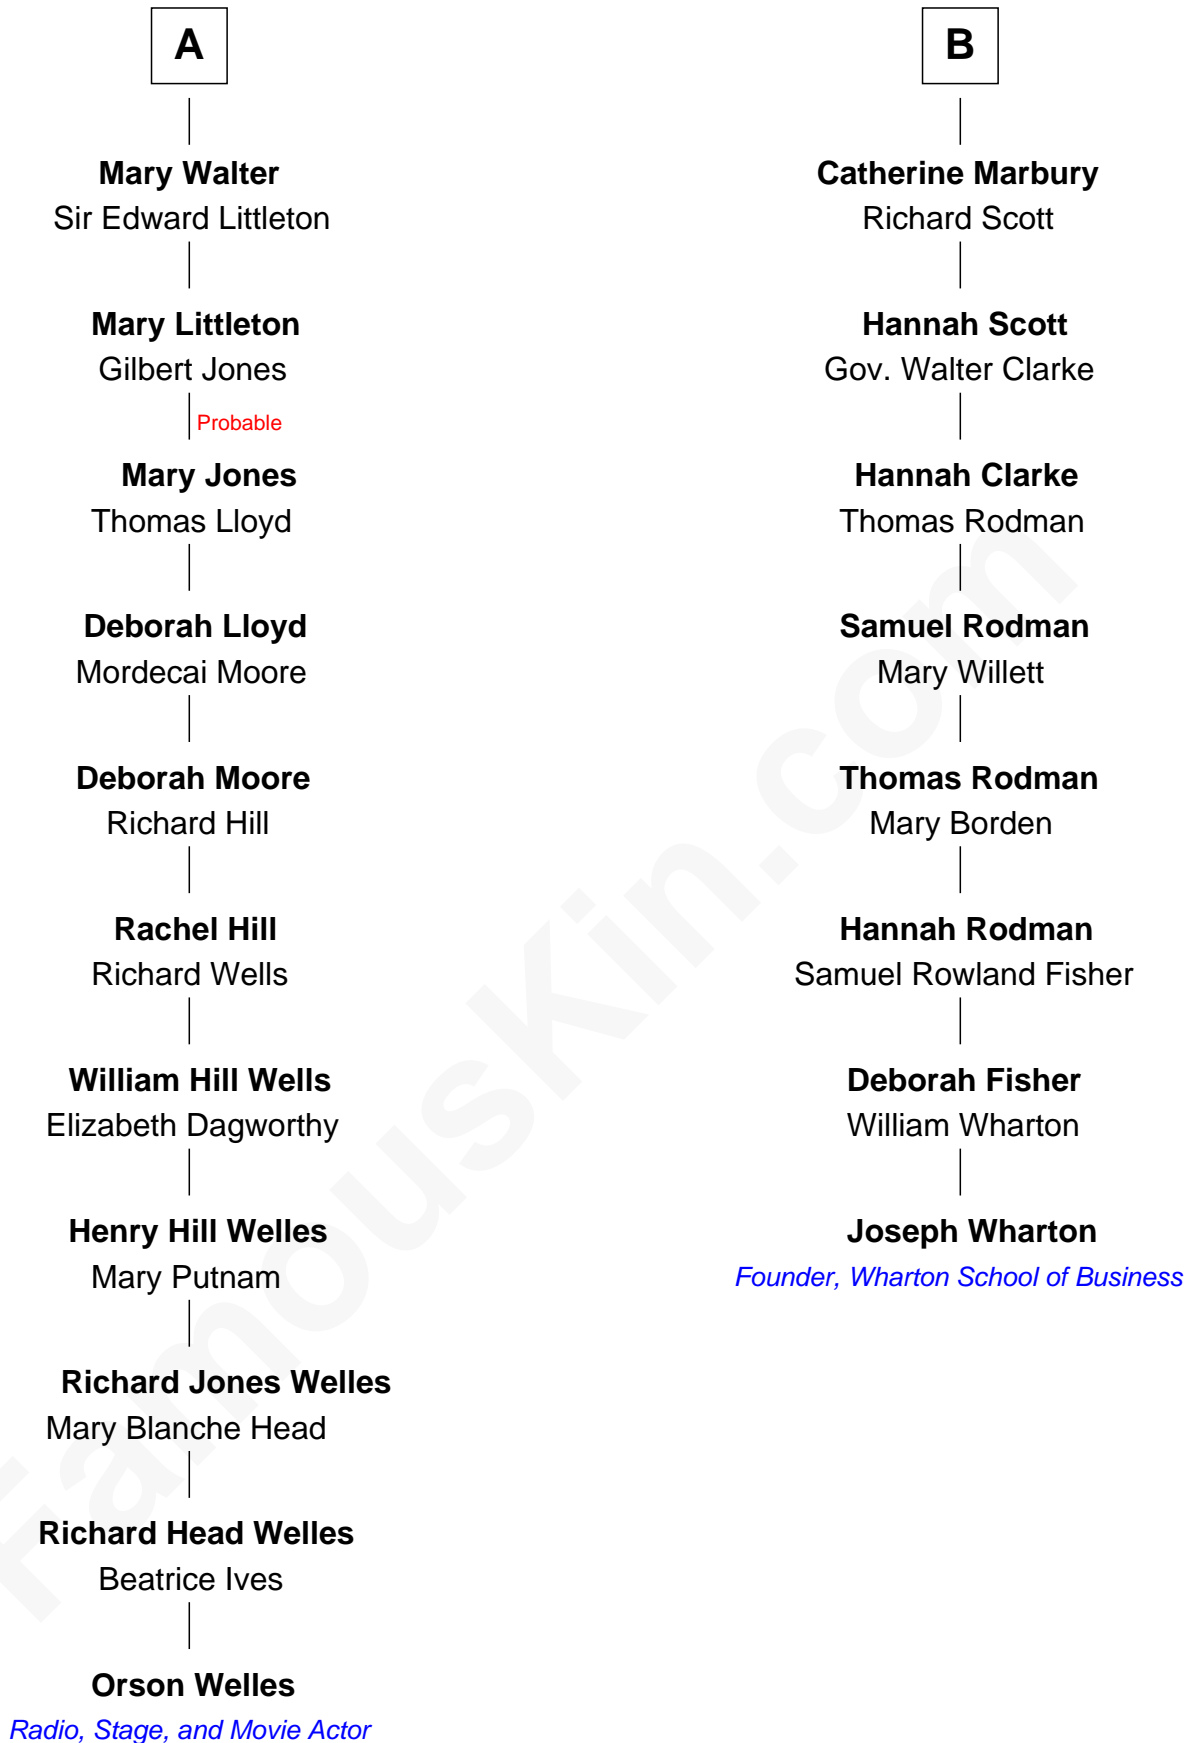 A
Mary Walter
Sir Edward Littleton
Mary Littleton
Gilbert Jones
Probable
Mary Jones
Thomas Lloyd
Deborah Lloyd
Mordecai Moore
Deborah Moore
Richard Hill
Rachel Hill
Richard Wells
William Hill Wells
Elizabeth Dagworthy
Henry Hill Welles
Mary Putnam
Richard Jones Welles
Mary Blanche Head
Richard Head Welles
Beatrice Ives
Orson Welles
Radio, Stage, and Movie Actor
B
Catherine Marbury
Richard Scott
Hannah Scott
Gov. Walter Clarke
Hannah Clarke
Thomas Rodman
Samuel Rodman
Mary Willett
Thomas Rodman
Mary Borden
Hannah Rodman
Samuel Rowland Fisher
Deborah Fisher
William Wharton
Joseph Wharton
Founder, Wharton School of Business
FamousKin.com